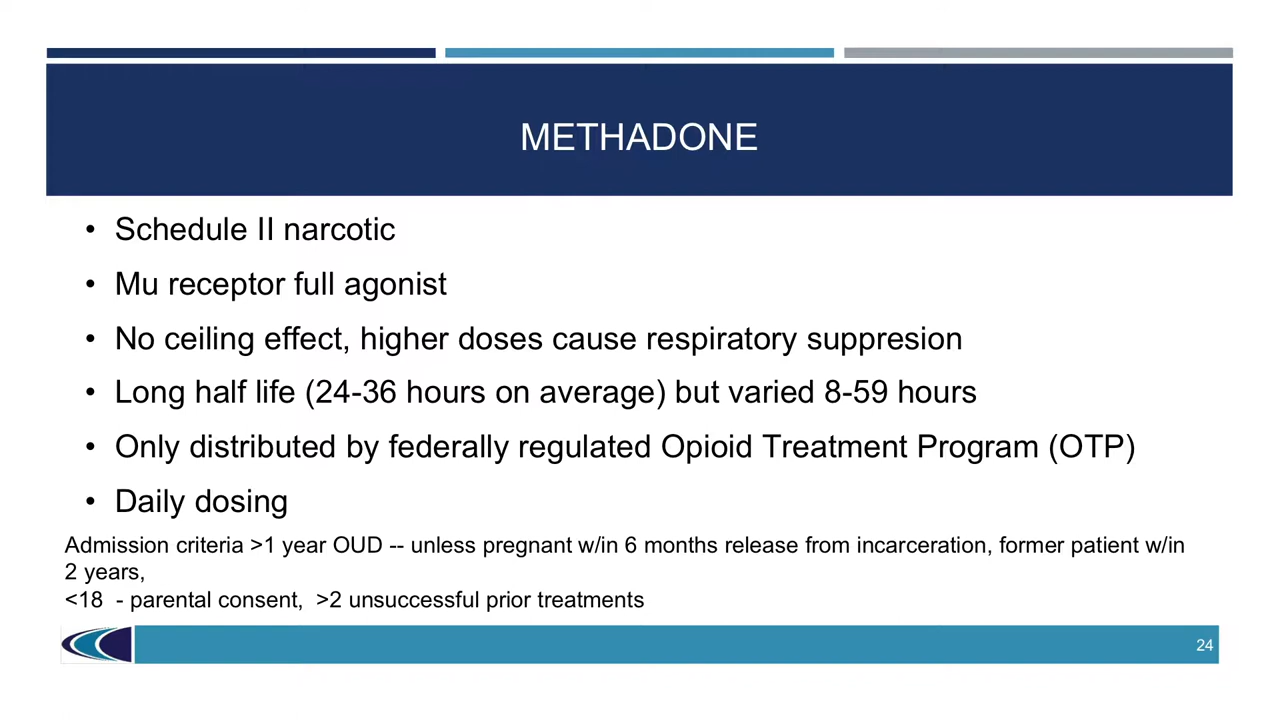 METHADONE
• Schedule II narcotic
• Mu receptor full agonist
• No ceiling effect, higher doses cause respiratory suppresion
• Long half life (24-36 hours on average) but varied 8-59 hours
• Only distributed by federally regulated Opioid Treatment Program (OTP)
• Daily dosing
Admission criteria >1 year OUD -- unless pregnant w/in 6 months release from incarceration, former patient w/in
2 years,
<18 - parental consent, >2 unsuccessful prior treatments
24